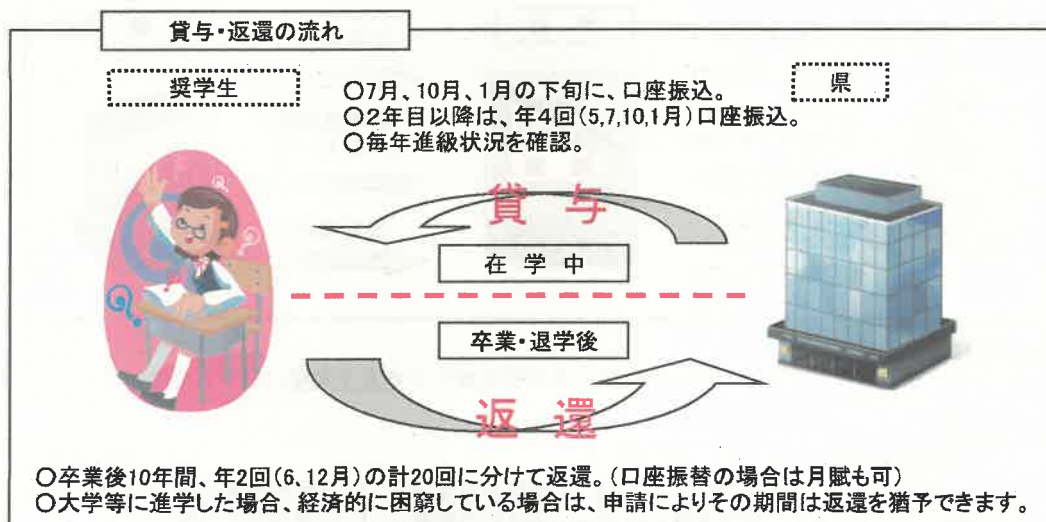 貸与・返還の流れ
奨学生
県
○7月、10月、1月の下旬に、口座振込。
○2年目以降は、年4回(5,7,10,1月)口座振込。
○毎年進級状況を確認。
貸 与
在 学 中
卒業・退学後
返 還
○卒業後10年間、年2回(6、12月)の計20回に分けて返還。(口座振替の場合は月賦も可)
○大学等に進学した場合、経済的に困窮している場合は、申請によりその期間は返還を猶予できます。